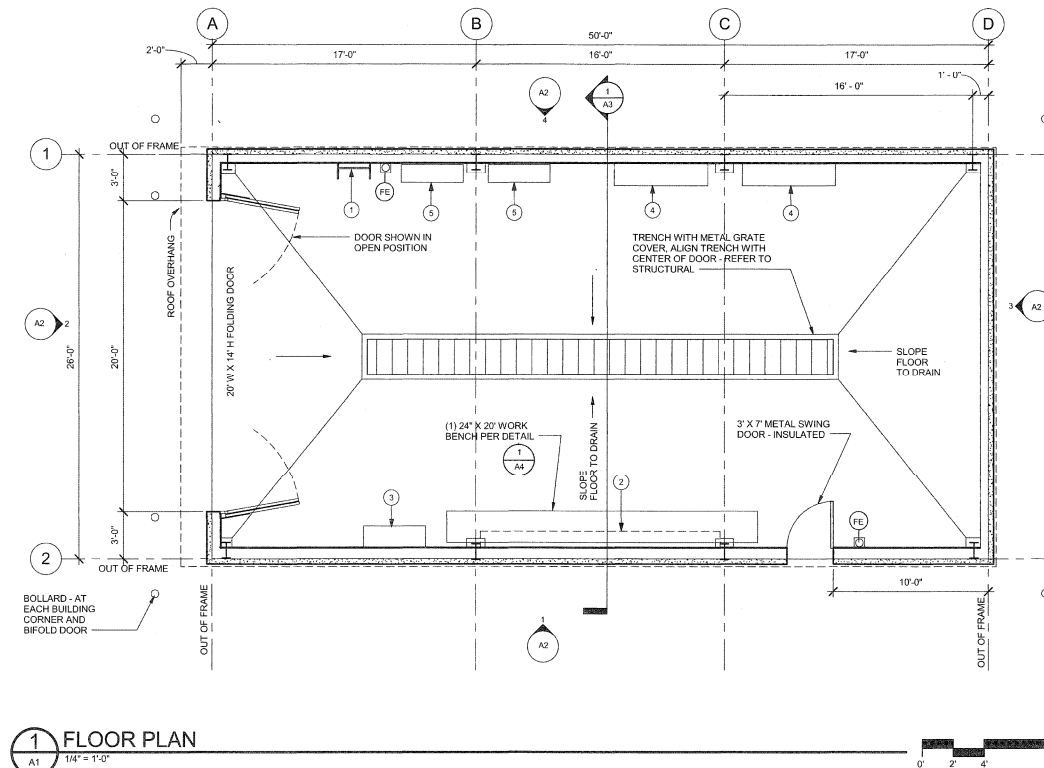 A
B
C
D
50'-0"
2'-0"
17'-0"
16'-0"
17'-0"
1' - 0"
16' - 0"
A2
4
1
A3
1
OUT OF FRAME
3'-0"
1
FE
5
5
4
4
DOOR SHOWN IN
OPEN POSITION
TRENCH WITH METAL GRATE
COVER, ALIGN TRENCH WITH
CENTER OF DOOR - REFER TO
STRUCTURAL
ROOF OVERHANG
A2
2
3
A2
26'-0"
20'-0"
20' W X 14' H FOLDING DOOR
SLOPE
FLOOR
TO DRAIN
(1) 24" X 20' WORK
BENCH PER DETAIL
1
A4
SLOPE
FLOOR TO DRAIN
3' X 7' METAL SWING
DOOR - INSULATED
3
2
FE
3'-0"
2
OUT OF FRAME
10'-0"
BOLLARD - AT
EACH BUILDING
CORNER AND
BIFOLD DOOR
OUT OF FRAME
1
A2
OUT OF FRAME
1
A1
FLOOR PLAN
1/4" = 1'-0"
0'
2'
4'